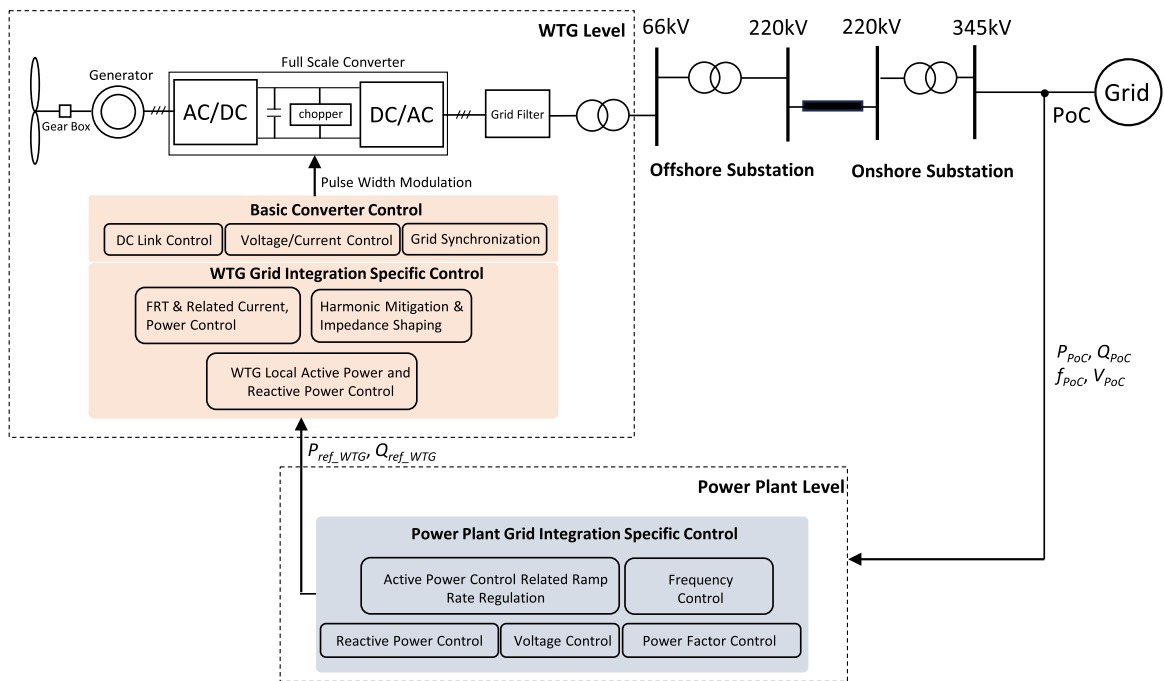 WTG Level
66kV
220kV
220kV
345kV
Full Scale Converter
Generator
Gear Box
AC/DC
chopper
DC/AC
Grid Filter
Grid
PoC
Offshore Substation
Onshore Substation
Pulse Width Modulation
Basic Converter Control
DC Link Control
Voltage/Current Control
Grid Synchronization
WTG Grid Integration Specific Control
FRT & Related Current,
Power Control
Harmonic Mitigation &
Impedance Shaping
WTG Local Active Power and
Reactive Power Control
P_PoC, Q_PoC
f_PoC, V_PoC
P_ref_WTG, Q_ref_WTG
Power Plant Level
Power Plant Grid Integration Specific Control
Active Power Control Related Ramp
Rate Regulation
Frequency
Control
Reactive Power Control
Voltage Control
Power Factor Control